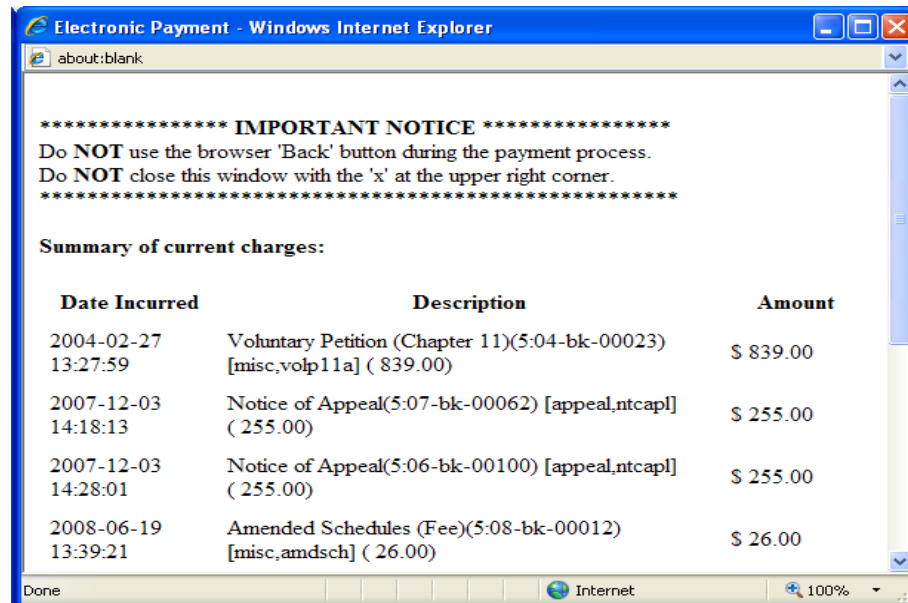 Electronic Payment - Windows Internet Explorer
about:blank
**************** IMPORTANT NOTICE ****************
Do NOT use the browser 'Back' button during the payment process.
Do NOT close this window with the 'x' at the upper right corner.
******************************************************
Summary of current charges:
Date Incurred Description Amount
2004-02-27 Voluntary Petition (Chapter 11)(5:04-bk-00023)
13:27:59 [misc,volp11a] ( 839.00) $ 839.00
2007-12-03 Notice of Appeal(5:07-bk-00062) [appeal,ntcapl]
14:18:13 ( 255.00) $ 255.00
2007-12-03 Notice of Appeal(5:06-bk-00100) [appeal,ntcapl]
14:28:01 ( 255.00) $ 255.00
2008-06-19 Amended Schedules (Fee)(5:08-bk-00012)
13:39:21 [misc,amdsch] ( 26.00) $ 26.00
Done Internet 100%